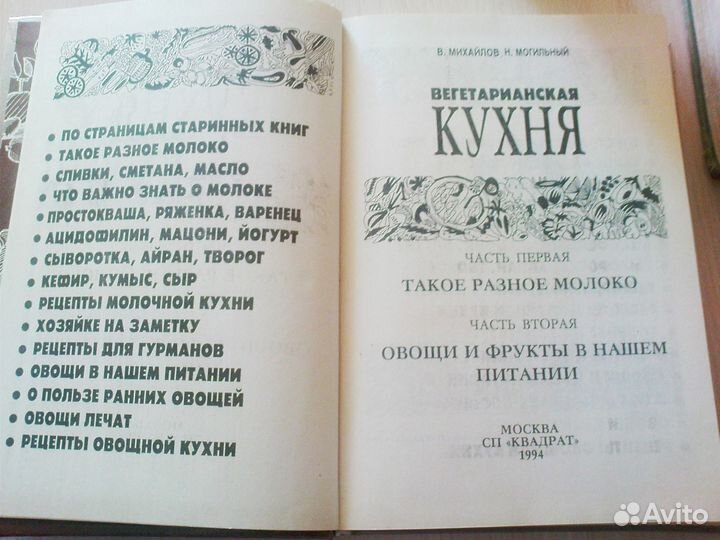 • ПО СТРАНИЦАМ СТАРИННЫХ КНИГ
• ТАКОЕ РАЗНОЕ МОЛОКО
• СЛИВКИ, СМЕТАНА, МАСЛО
• ЧТО ВАЖНО ЗНАТЬ О МОЛОКЕ
• ПРОСТОКВАША, РЯЖЕНКА, ВАРЕНЕЦ
• АЦИДОФИЛИН, МАЦОНИ, ЙОГУРТ
• СЫВОРОТКА, АЙРАН, ТВОРОГ
• КЕФИР, КУМЫС, СЫР
• РЕЦЕПТЫ МОЛОЧНОЙ КУХНИ
• ХОЗЯЙКЕ НА ЗАМЕТКУ
• РЕЦЕПТЫ ДЛЯ ГУРМАНОВ
• ОВОЩИ В НАШЕМ ПИТАНИИ
• О ПОЛЬЗЕ РАННИХ ОВОЩЕЙ
• ОВОЩИ ЛЕЧАТ
• РЕЦЕПТЫ ОВОЩНОЙ КУХНИ
В. МИХАЙЛОВ Н. МОГИЛЬНЫЙ
ВЕГЕТАРИАНСКАЯ
КУХНЯ
ЧАСТЬ ПЕРВАЯ
ТАКОЕ РАЗНОЕ МОЛОКО
ЧАСТЬ ВТОРАЯ
ОВОЩИ И ФРУКТЫ В НАШЕМ
ПИТАНИИ
МОСКВА
СП «КВАДРАТ»
1994
Avito